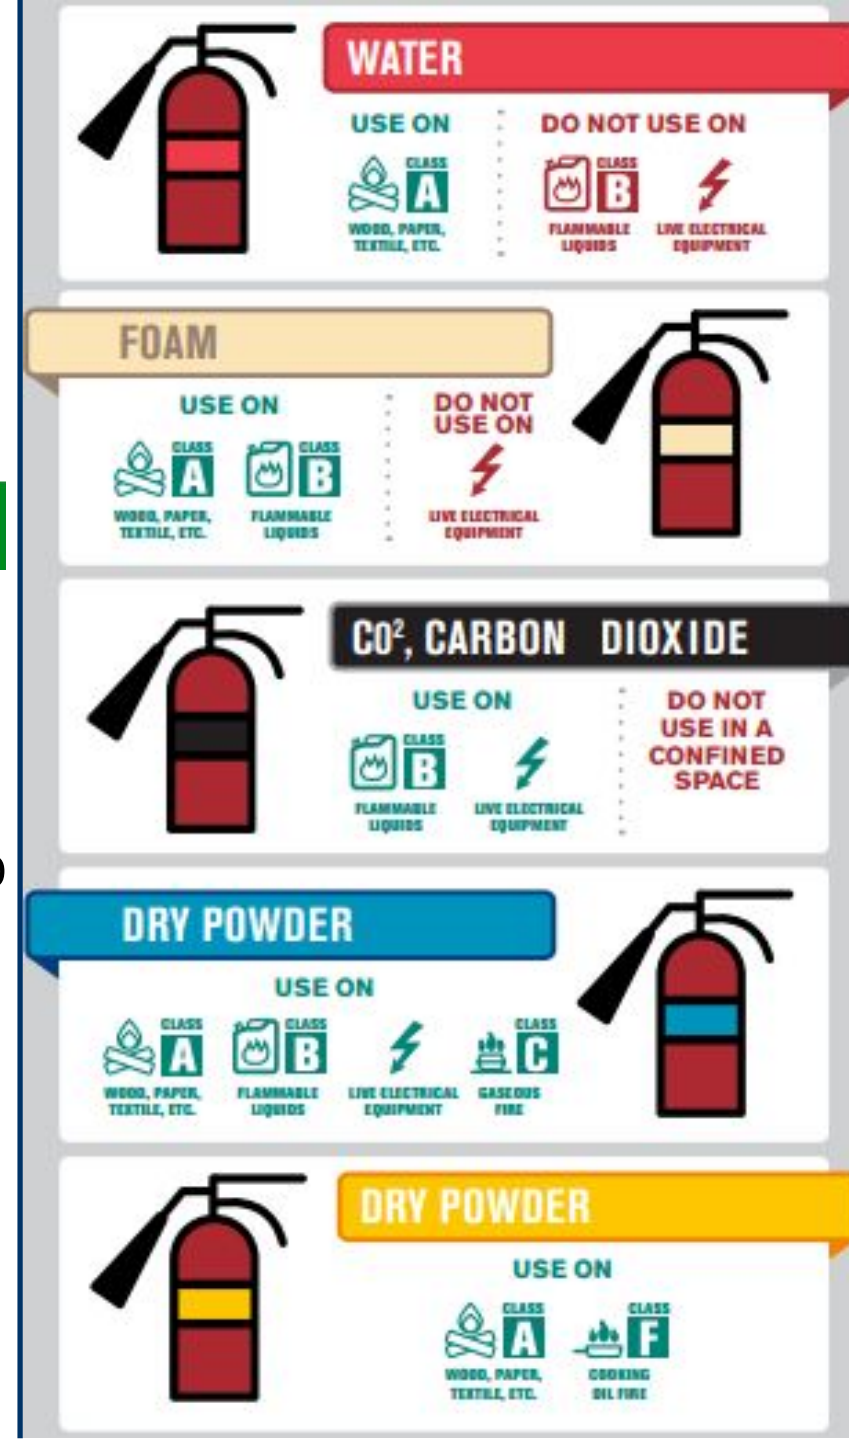 WATER
USE ON
DO NOT USE ON
CLASS
A
CLASS
B
WOOD, PAPER,
TEXTILE, ETC.
FLAMMABLE
LIQUIDS
LIVE ELECTRICAL
EQUIPMENT
FOAM
USE ON
DO NOT
USE ON
CLASS
A
CLASS
B
WOOD, PAPER,
TEXTILE, ETC.
FLAMMABLE
LIQUIDS
LIVE ELECTRICAL
EQUIPMENT
CO², CARBON DIOXIDE
USE ON
DO NOT
USE IN A
CONFINED
SPACE
CLASS
B
FLAMMABLE
LIQUIDS
LIVE ELECTRICAL
EQUIPMENT
DRY POWDER
USE ON
CLASS
A
CLASS
B
CLASS
C
WOOD, PAPER,
TEXTILE, ETC.
FLAMMABLE
LIQUIDS
LIVE ELECTRICAL
EQUIPMENT
GASEOUS
FIRE
DRY POWDER
USE ON
CLASS
A
CLASS
F
WOOD, PAPER,
TEXTILE, ETC.
COOKING
OIL FIRE